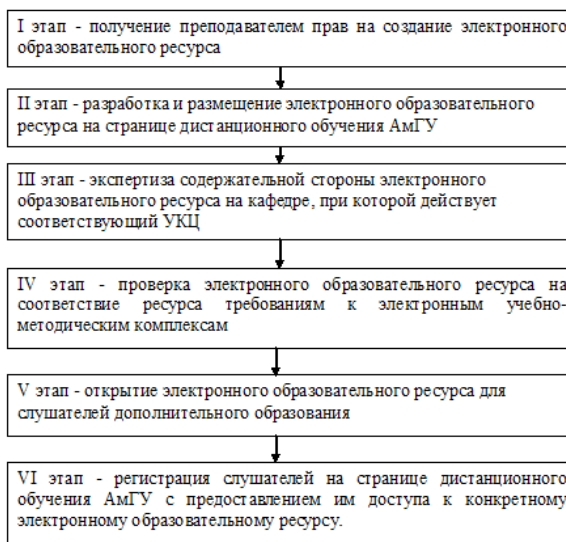 I этап - получение преподавателем прав на создание электронного
образовательного ресурса
II этап - разработка и размещение электронного образовательного
ресурса на странице дистанционного обучения АмГУ
III этап - экспертиза содержательной стороны электронного
образовательного ресурса на кафедре, при которой действует
соответствующий УКЦ
IV этап - проверка электронного образовательного ресурса на
соответствие ресурса требованиям к электронным учебно-
методическим комплексам
V этап - открытие электронного образовательного ресурса для
слушателей дополнительного образования
VI этап - регистрация слушателей на странице дистанционного
обучения АмГУ с предоставлением им доступа к конкретному
электронному образовательному ресурсу.